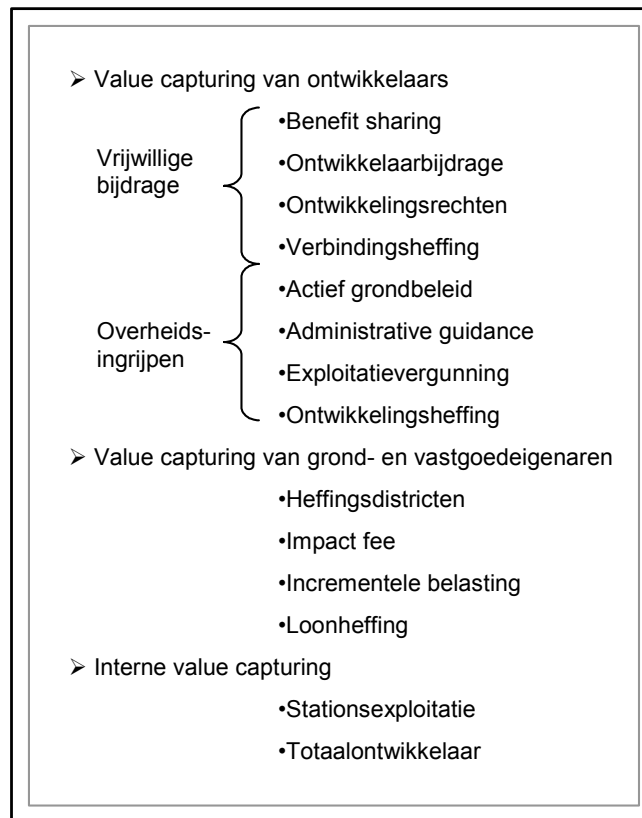 ➢ Value capturing van ontwikkelaars
•Benefit sharing
Vrijwillige
bijdrage
•Ontwikkelaarbijdrage
•Ontwikkelingsrechten
•Verbindingsheffing
•Actief grondbeleid
Overheids-
ingrijpen
•Administrative guidance
•Exploitatievergunning
•Ontwikkelingsheffing
➢ Value capturing van grond- en vastgoedeigenaren
•Heffingsdistricten
•Impact fee
•Incrementele belasting
•Loonheffing
➢ Interne value capturing
•Stationsexploitatie
•Totaalontwikkelaar